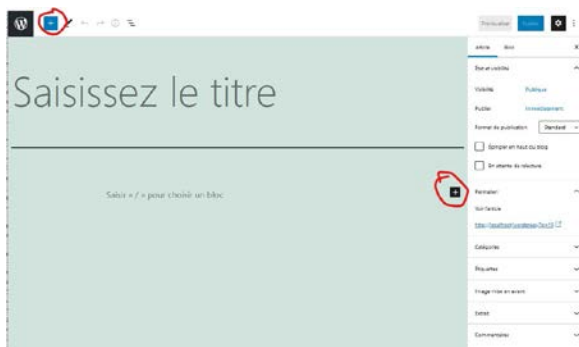 Publier
Article Bloc
État et visibilité
Visibilité Publique
Publier Immédiatement
Format de publication Standard
Épingler en haut du blog
En attente de relecture
Permalien
Voir l'article
Catégories
Étiquettes
Image mise en avant
Extrait
Commentaires
Saisissez le titre
Saisir « / » pour choisir un bloc